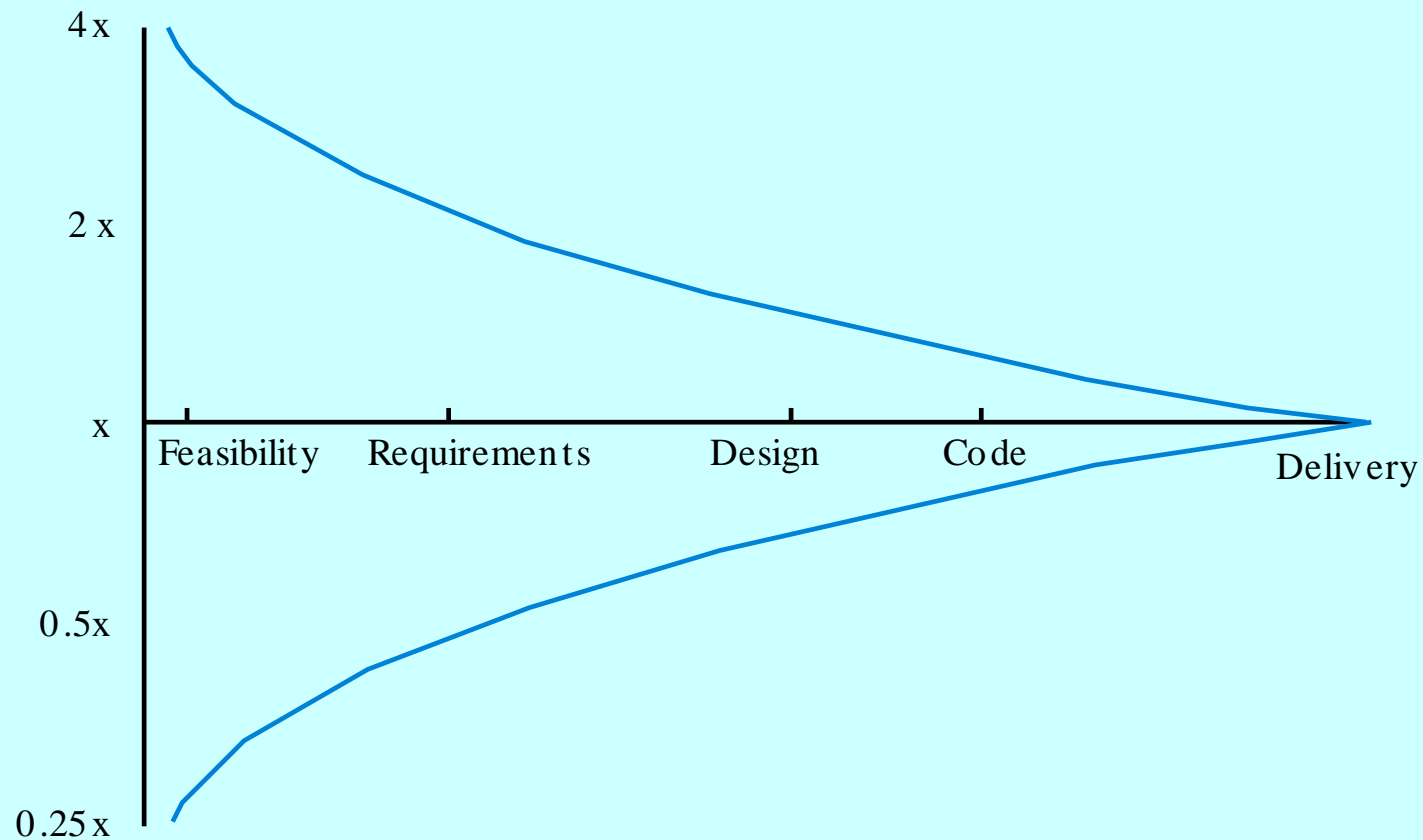 4x
2x
x
Feasibility Requirements Design Code
Delivery
0.5x
0.25x